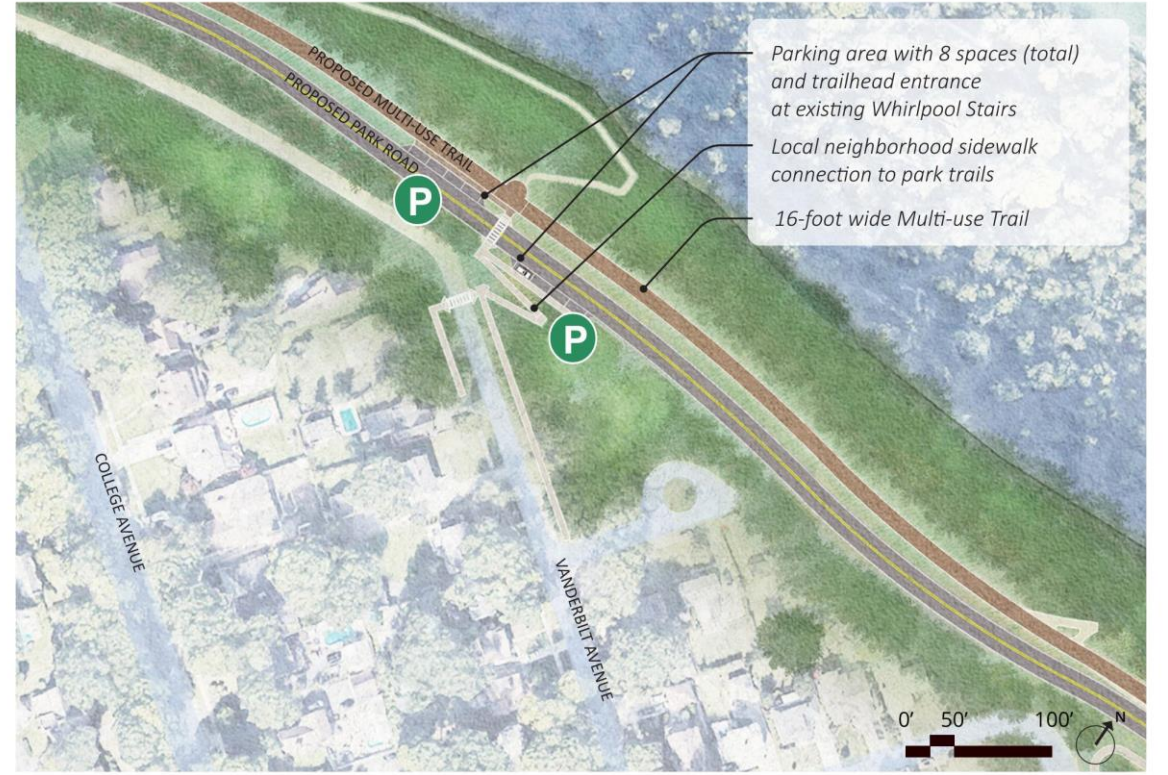 Parking area with 8 spaces (total)
and trailhead entrance
at existing Whirlpool Stairs
Local neighborhood sidewalk
connection to park trails
16-foot wide Multi-use Trail
PROPOSED MULTI-USE TRAIL
PROPOSED PARK ROAD
P
P
COLLEGE AVENUE
VANDERBILT AVENUE
0' 50' 100'
N